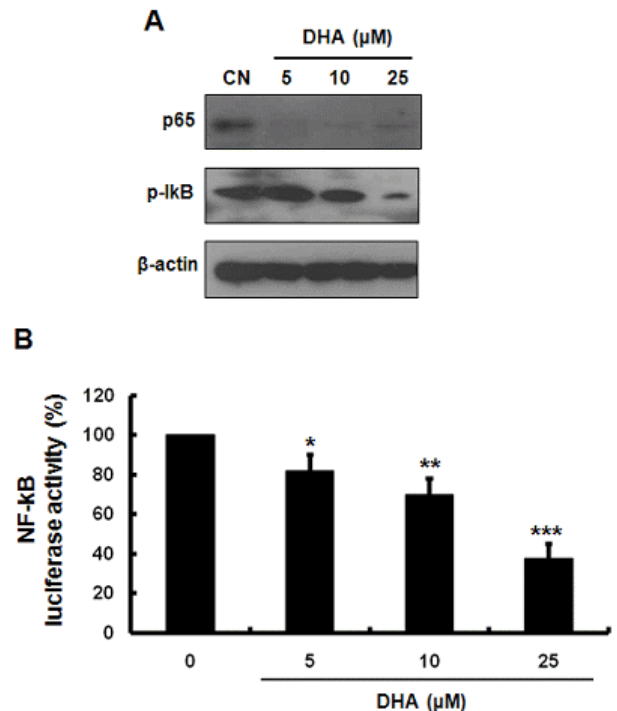 A
DHA (µM)
CN 5 10 25
p65
p-IkB
β-actin
B
NF-kB
luciferase activity (%)
120
100
80
60
40
20
0
*
**
***
0 5 10 25
DHA (µM)